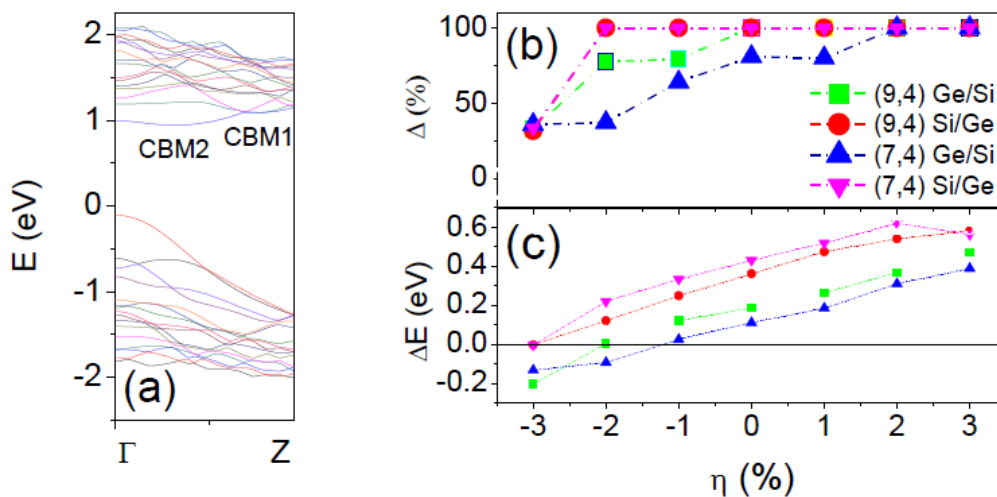 2
1
0
-1
-2
E (eV)
CBM2
CBM1
(a)
Γ
Z
100
50
0
Δ (%)
(b)
(9,4) Ge/Si
(9,4) Si/Ge
(7,4) Ge/Si
(7,4) Si/Ge
0.6
0.4
0.2
0.0
-0.2
ΔE (eV)
(c)
-3 -2 -1 0 1 2 3
η (%)